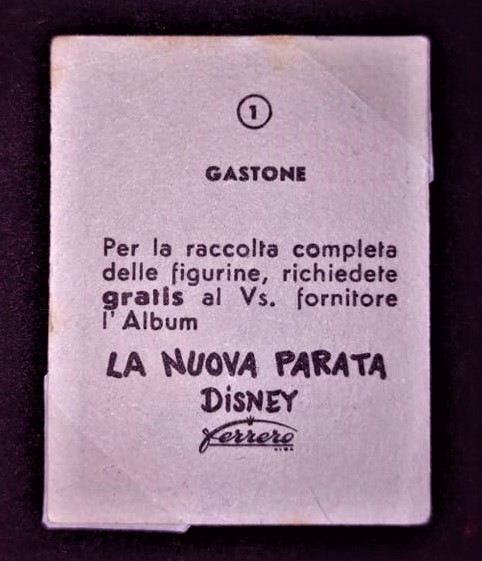 1
GASTONE
Per la raccolta completa
delle figurine, richiedete
gratis al Vs. fornitore
l'Album
LA NUOVA PARATA
DiSNEY
ferrero
ALBA